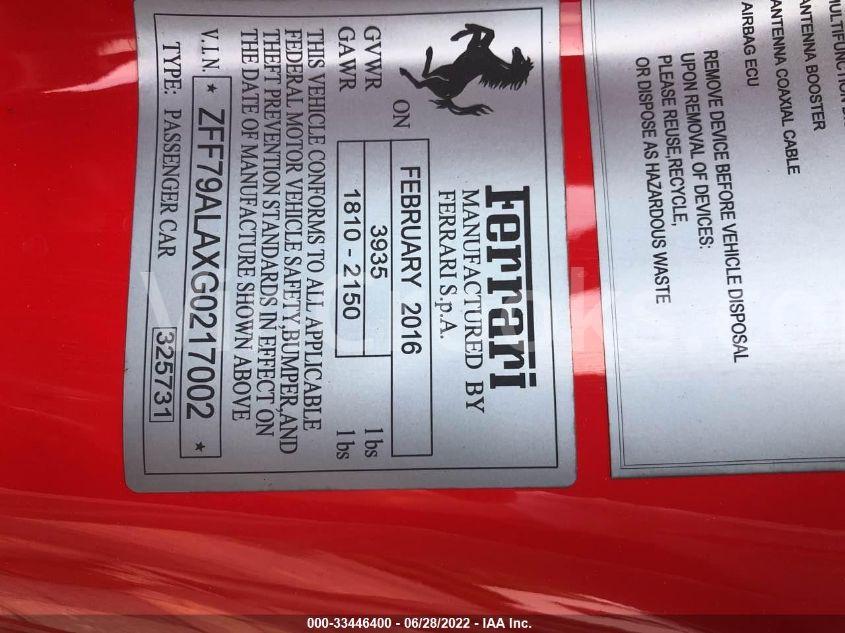 Ferrari
MANUFACTURED BY
FERRARI S.p.A.
ON FEBRUARY 2016
GVWR 3935 lbs
GAWR 1810 - 2150 lbs
THIS VEHICLE CONFORMS TO ALL APPLICABLE
FEDERAL MOTOR VEHICLE SAFETY,BUMPER,AND
THEFT PREVENTION STANDARDS IN EFFECT ON
THE DATE OF MANUFACTURE SHOWN ABOVE
V.I.N. * ZFF79ALAXG0217002 *
TYPE: PASSENGER CAR 325731
ANTENNA BOOSTER
ANTENNA COAXIAL CABLE
AIRBAG ECU
REMOVE DEVICE BEFORE VEHICLE DISPOSAL
UPON REMOVAL OF DEVICES:
PLEASE REUSE,RECYCLE,
OR DISPOSE AS HAZARDOUS WASTE
000-33446400 - 06/28/2022 - IAA Inc.